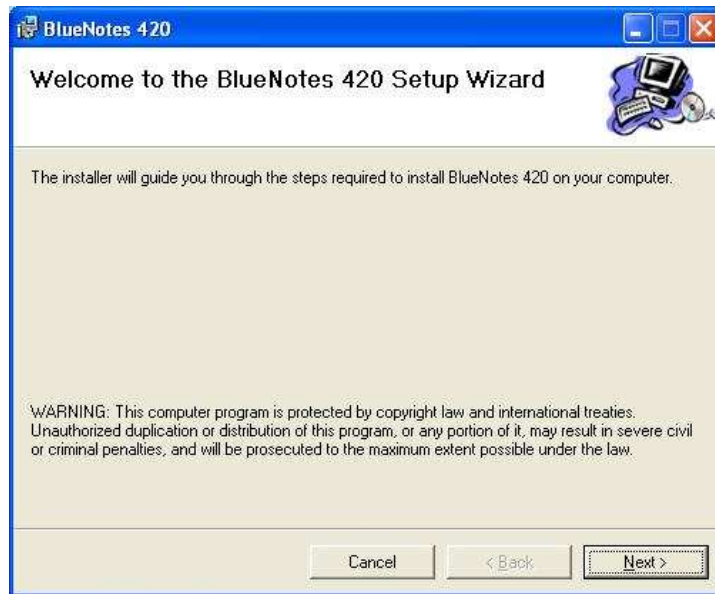 BlueNotes 420
Welcome to the BlueNotes 420 Setup Wizard
The installer will guide you through the steps required to install BlueNotes 420 on your computer.
WARNING: This computer program is protected by copyright law and international treaties.
Unauthorized duplication or distribution of this program, or any portion of it, may result in severe civil
or criminal penalties, and will be prosecuted to the maximum extent possible under the law.
Cancel < Back Next >